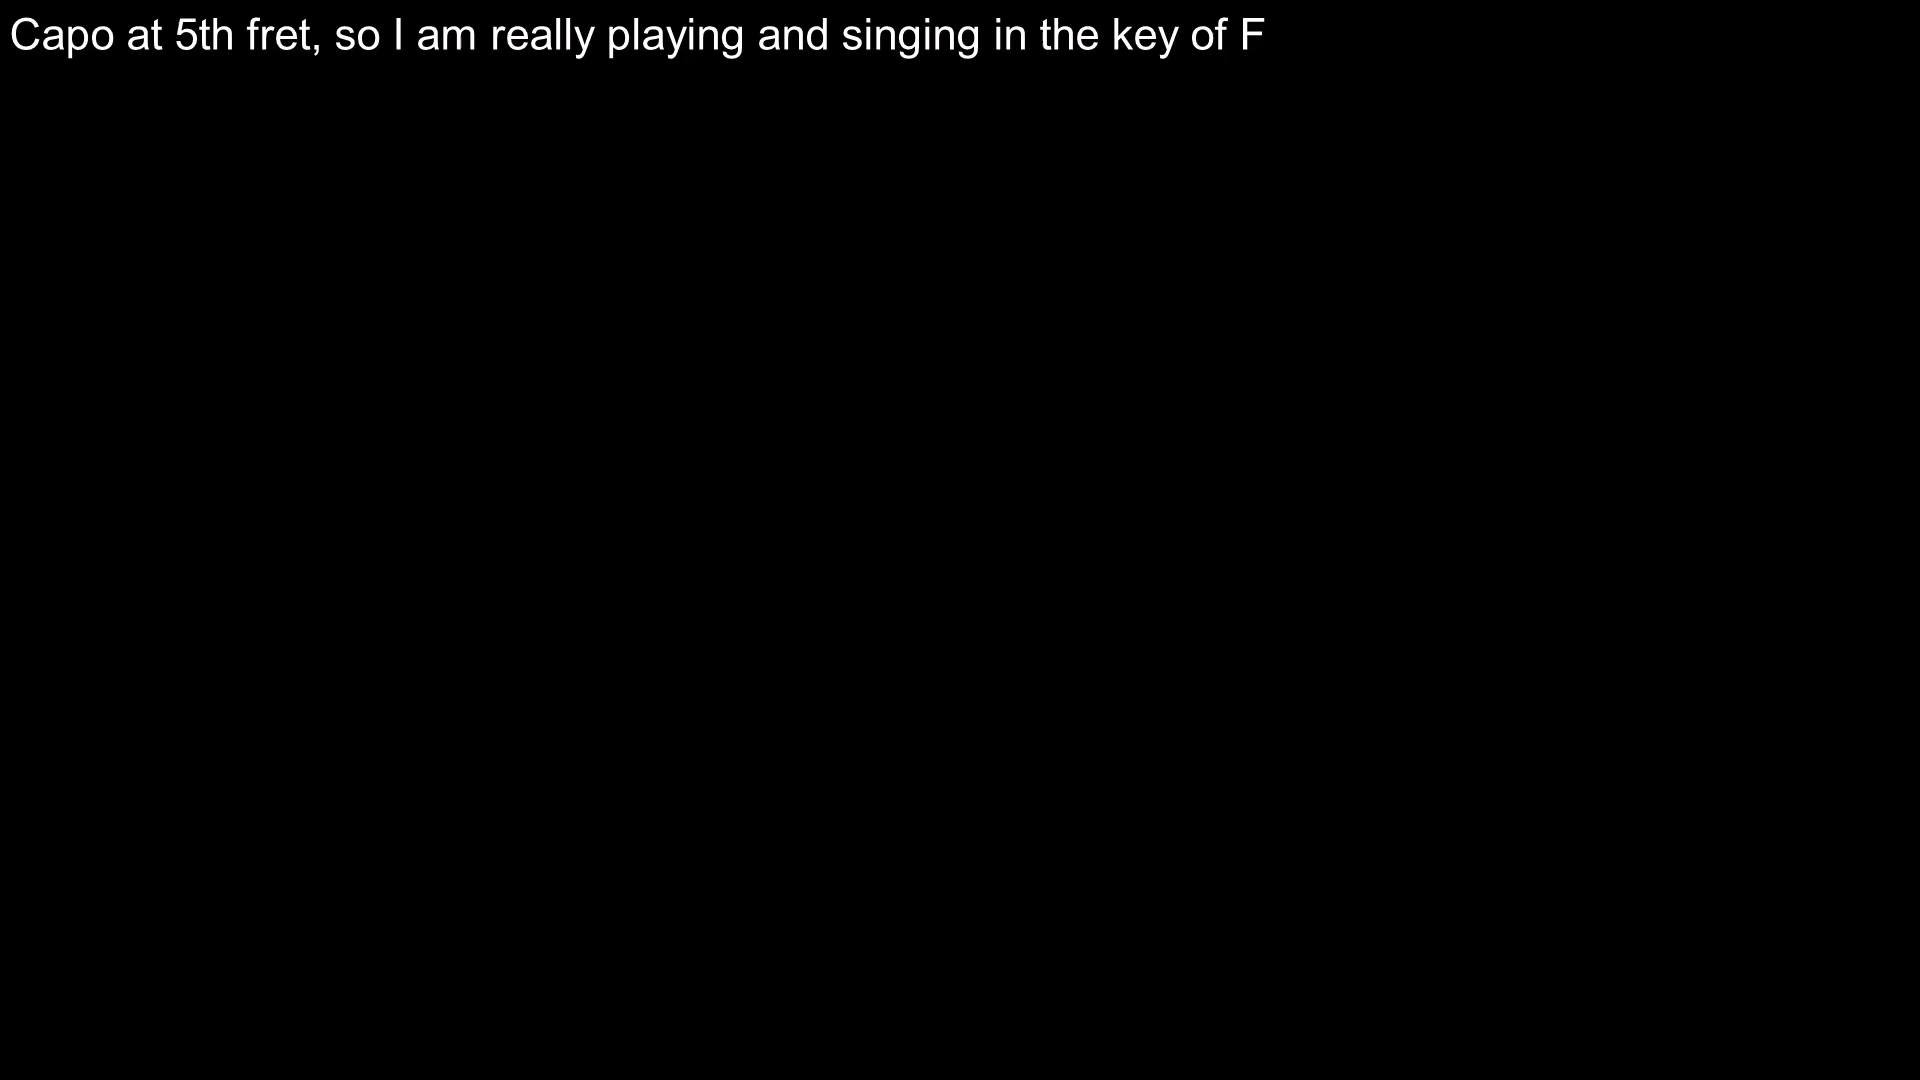 Capo at 5th fret, so I am really playing and singing in the key of F